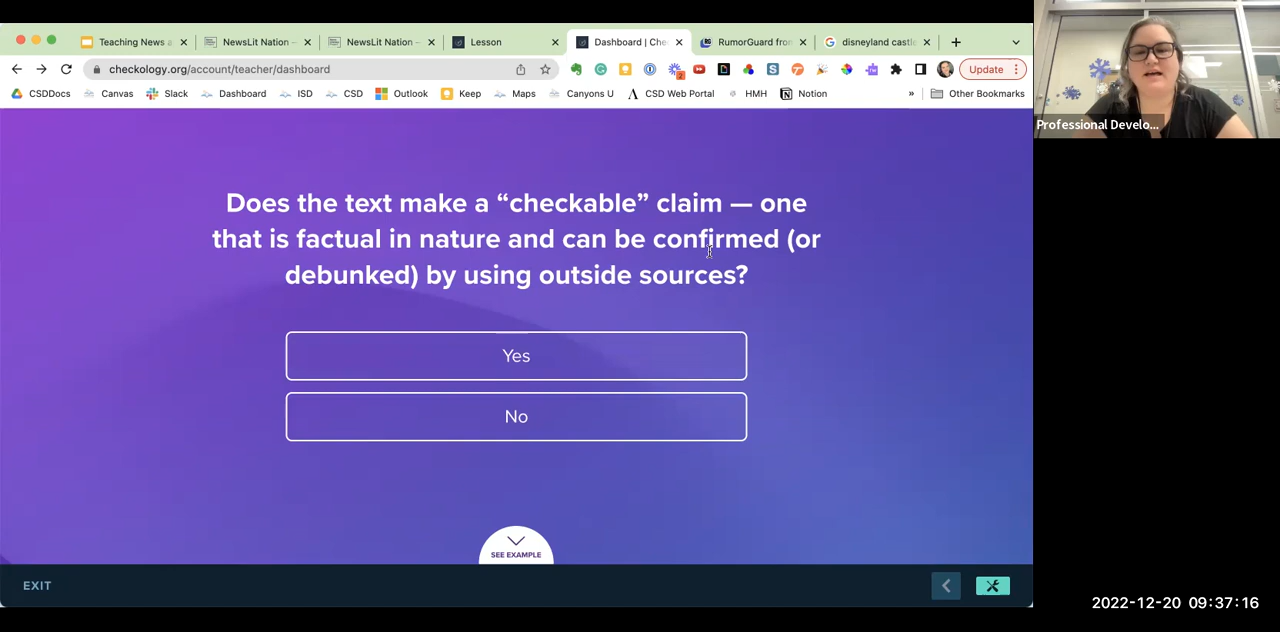 Teaching News a
NewsLit Nation –
NewsLit Nation –
Lesson
Dashboard | Che
RumorGuard from
disneyland castle
checkology.org/account/teacher/dashboard
2
Update
CSDDocs
Canvas
Slack
Dashboard
ISD
CSD
Outlook
Keep
Maps
Canyons U
CSD Web Portal
HMH
Notion
»
Other Bookmarks
Professional Develo...
Does the text make a “checkable” claim — one
that is factual in nature and can be confirmed (or
debunked) by using outside sources?
Yes
No
SEE EXAMPLE
EXIT
2022-12-20 09:37:16